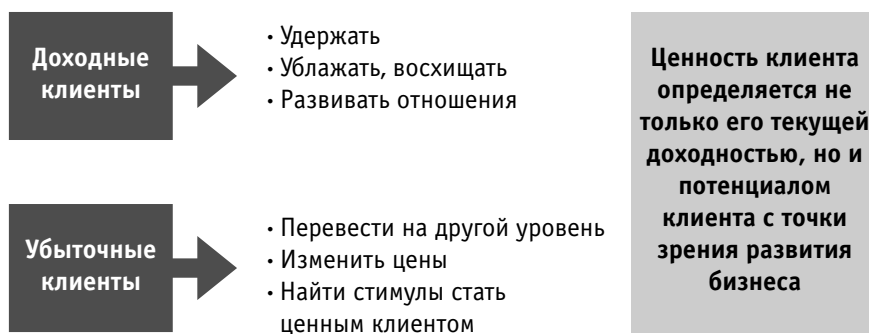 Доходные
клиенты
· Удержать
· Ублажать, восхищать
· Развивать отношения
Убыточные
клиенты
· Перевести на другой уровень
· Изменить цены
· Найти стимулы стать
ценным клиентом
Ценность клиента
определяется не
только его текущей
доходностью, но и
потенциалом
клиента с точки
зрения развития
бизнеса